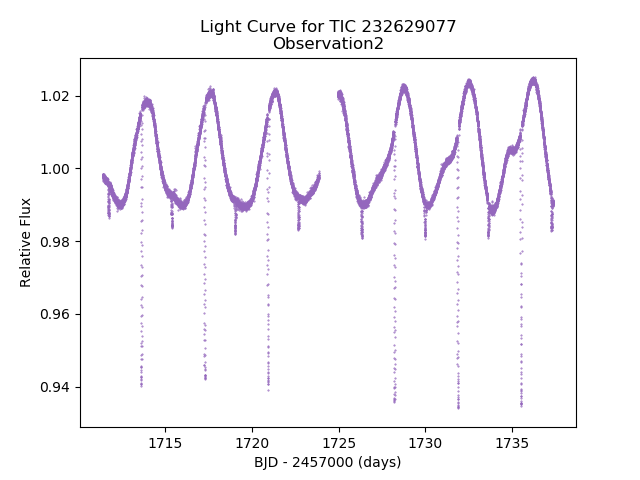 Light Curve for TIC 232629077
Observation2
1.02
1.00
0.98
0.96
0.94
Relative Flux
1715
1720
1725
1730
1735
BJD - 2457000 (days)